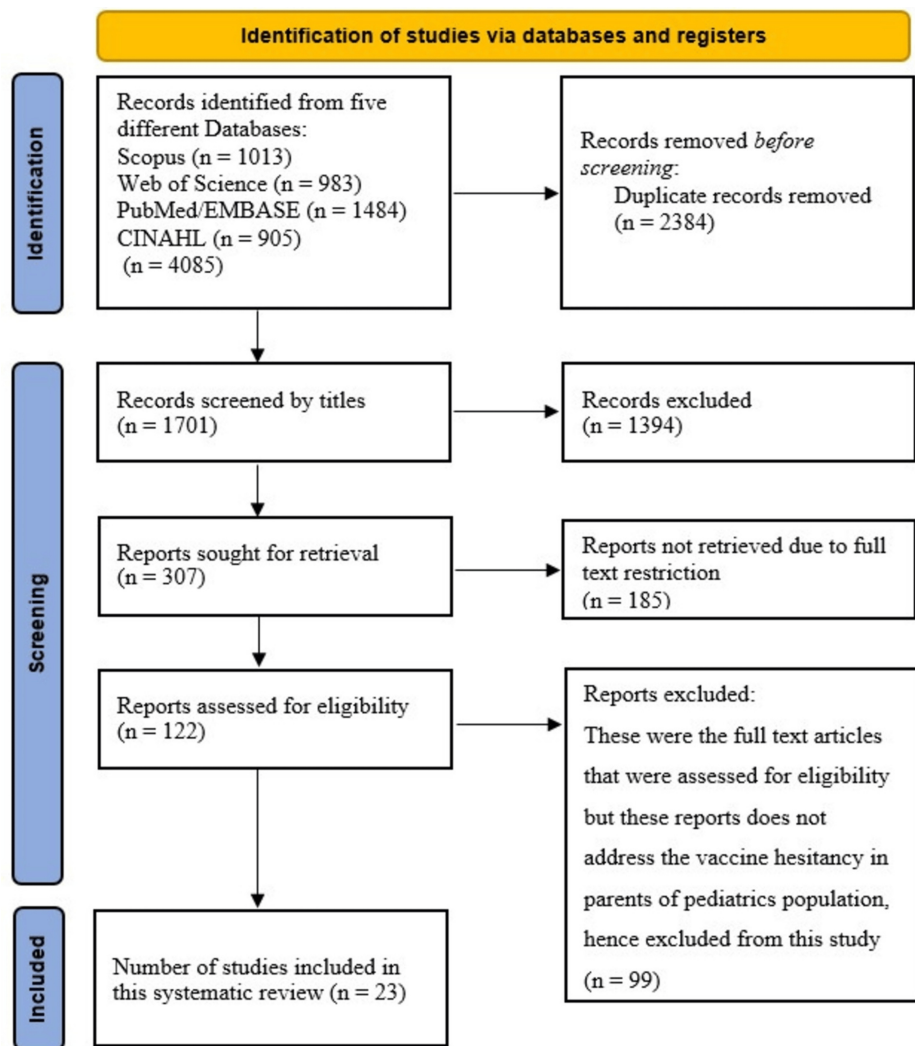 Identification of studies via databases and registers
Identification
Records identified from five
different Databases:
Scopus (n = 1013)
Web of Science (n = 983)
PubMed/EMBASE (n = 1484)
CINAHL (n = 905)
(n = 4085)
Records removed before
screening:
Duplicate records removed
(n = 2384)
Screening
Records screened by titles
(n = 1701)
Records excluded
(n = 1394)
Reports sought for retrieval
(n = 307)
Reports not retrieved due to full
text restriction
(n = 185)
Reports assessed for eligibility
(n = 122)
Reports excluded:
These were the full text articles
that were assessed for eligibility
but these reports does not
address the vaccine hesitancy in
parents of pediatrics population,
hence excluded from this study
(n = 99)
Included
Number of studies included in
this systematic review (n = 23)